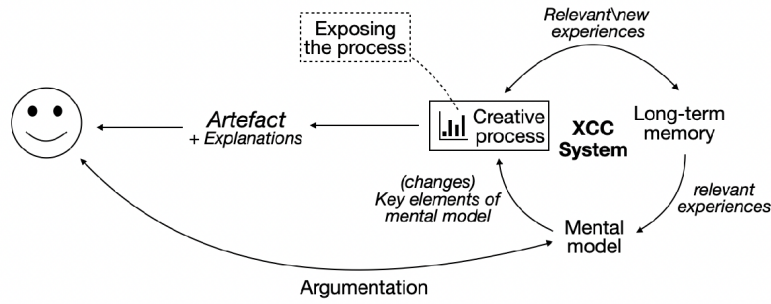 Exposing
the process
Relevant\new
experiences
Artefact
+ Explanations
Creative
process
XCC
System
Long-term
memory
(changes)
Key elements of
mental model
relevant
experiences
Mental
model
Argumentation